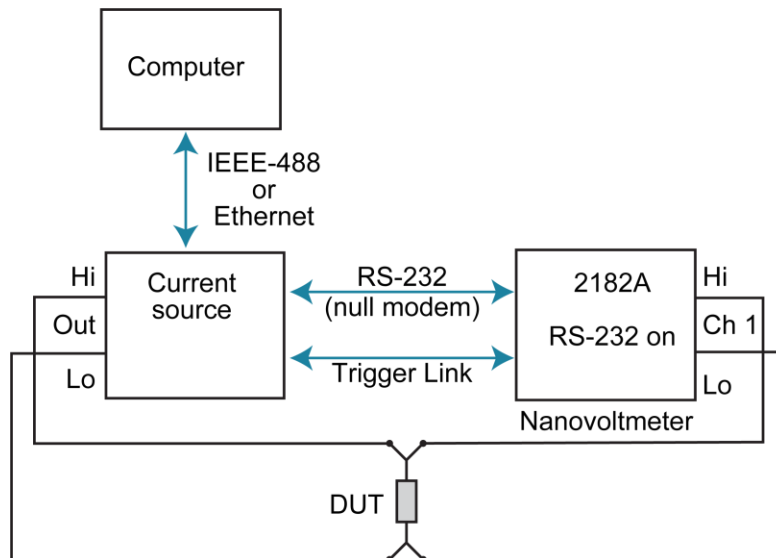 Computer
IEEE-488
or
Ethernet
Hi
Out
Lo
Current
source
RS-232
(null modem)
Trigger Link
2182A
RS-232 on
Hi
Ch 1
Lo
Nanovoltmeter
DUT